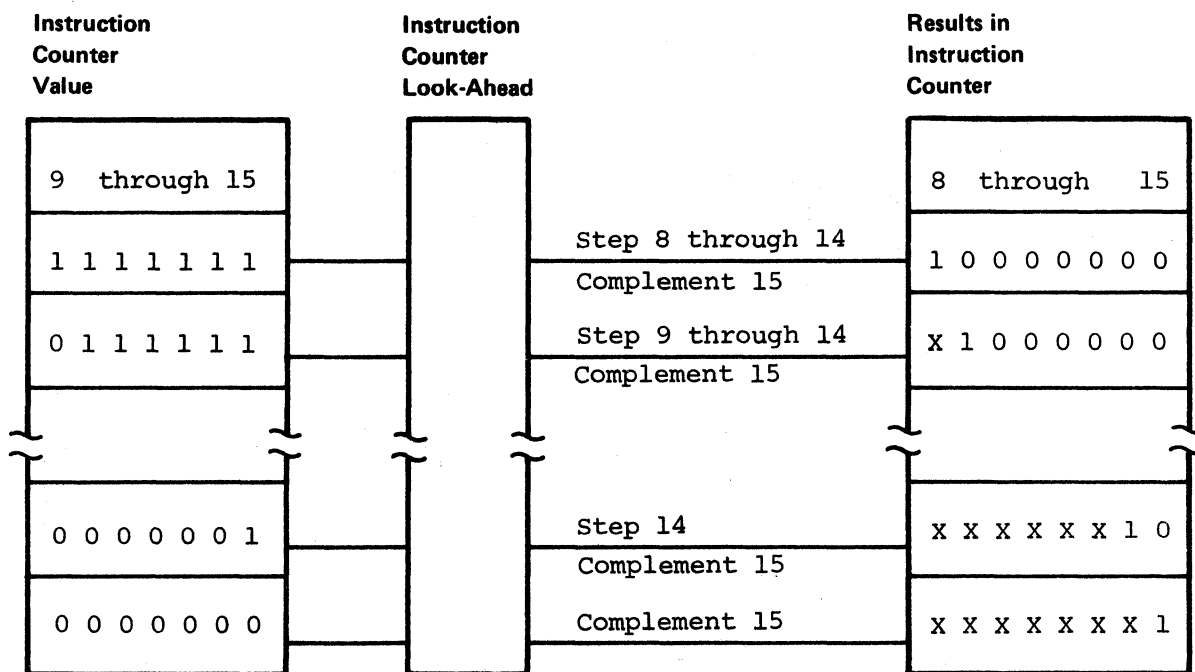 Instruction
Counter
Value
Instruction
Counter
Look-Ahead
Results in
Instruction
Counter
9 through 15
8 through 15
1 1 1 1 1 1 1
Step 8 through 14
Complement 15
1 0 0 0 0 0 0 0
0 1 1 1 1 1 1
Step 9 through 14
Complement 15
X 1 0 0 0 0 0 0
0 0 0 0 0 0 1
Step 14
Complement 15
X X X X X X 1 0
0 0 0 0 0 0 0
Complement 15
X X X X X X X 1